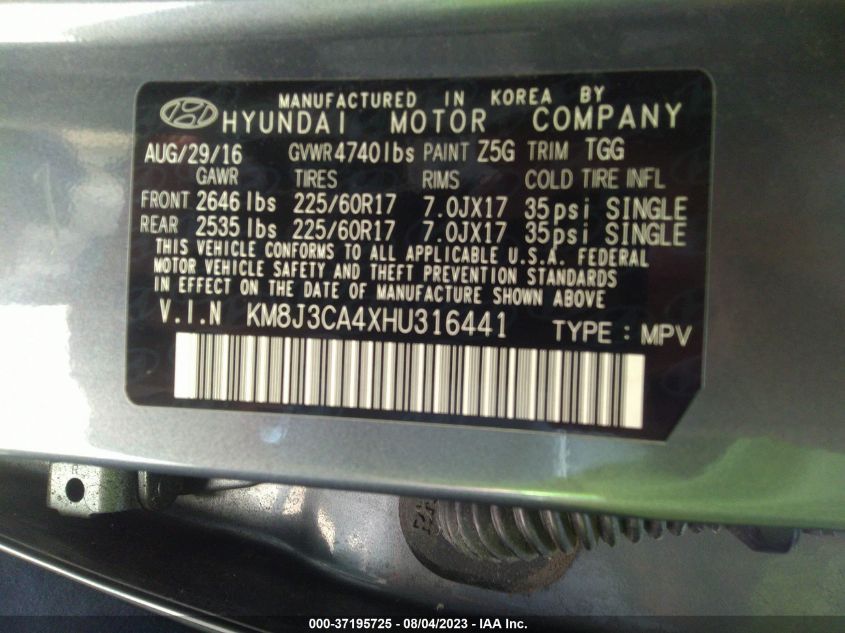 MANUFACTURED IN KOREA BY
HYUNDAI MOTOR COMPANY
AUG/29/16 GVWR 4740lbs PAINT Z5G TRIM TGG
GAWR TIRES RIMS COLD TIRE INFL
FRONT 2646 lbs 225/60R17 7.0JX17 35psi SINGLE
REAR 2535 lbs 225/60R17 7.0JX17 35psi SINGLE
THIS VEHICLE CONFORMS TO ALL APPLICABLE U.S.A. FEDERAL
MOTOR VEHICLE SAFETY AND THEFT PREVENTION STANDARDS
IN EFFECT ON THE DATE OF MANUFACTURE SHOWN ABOVE
V.I.N KM8J3CA4XHU316441 TYPE : MPV
R
000-37195725 - 08/04/2023 - IAA Inc.